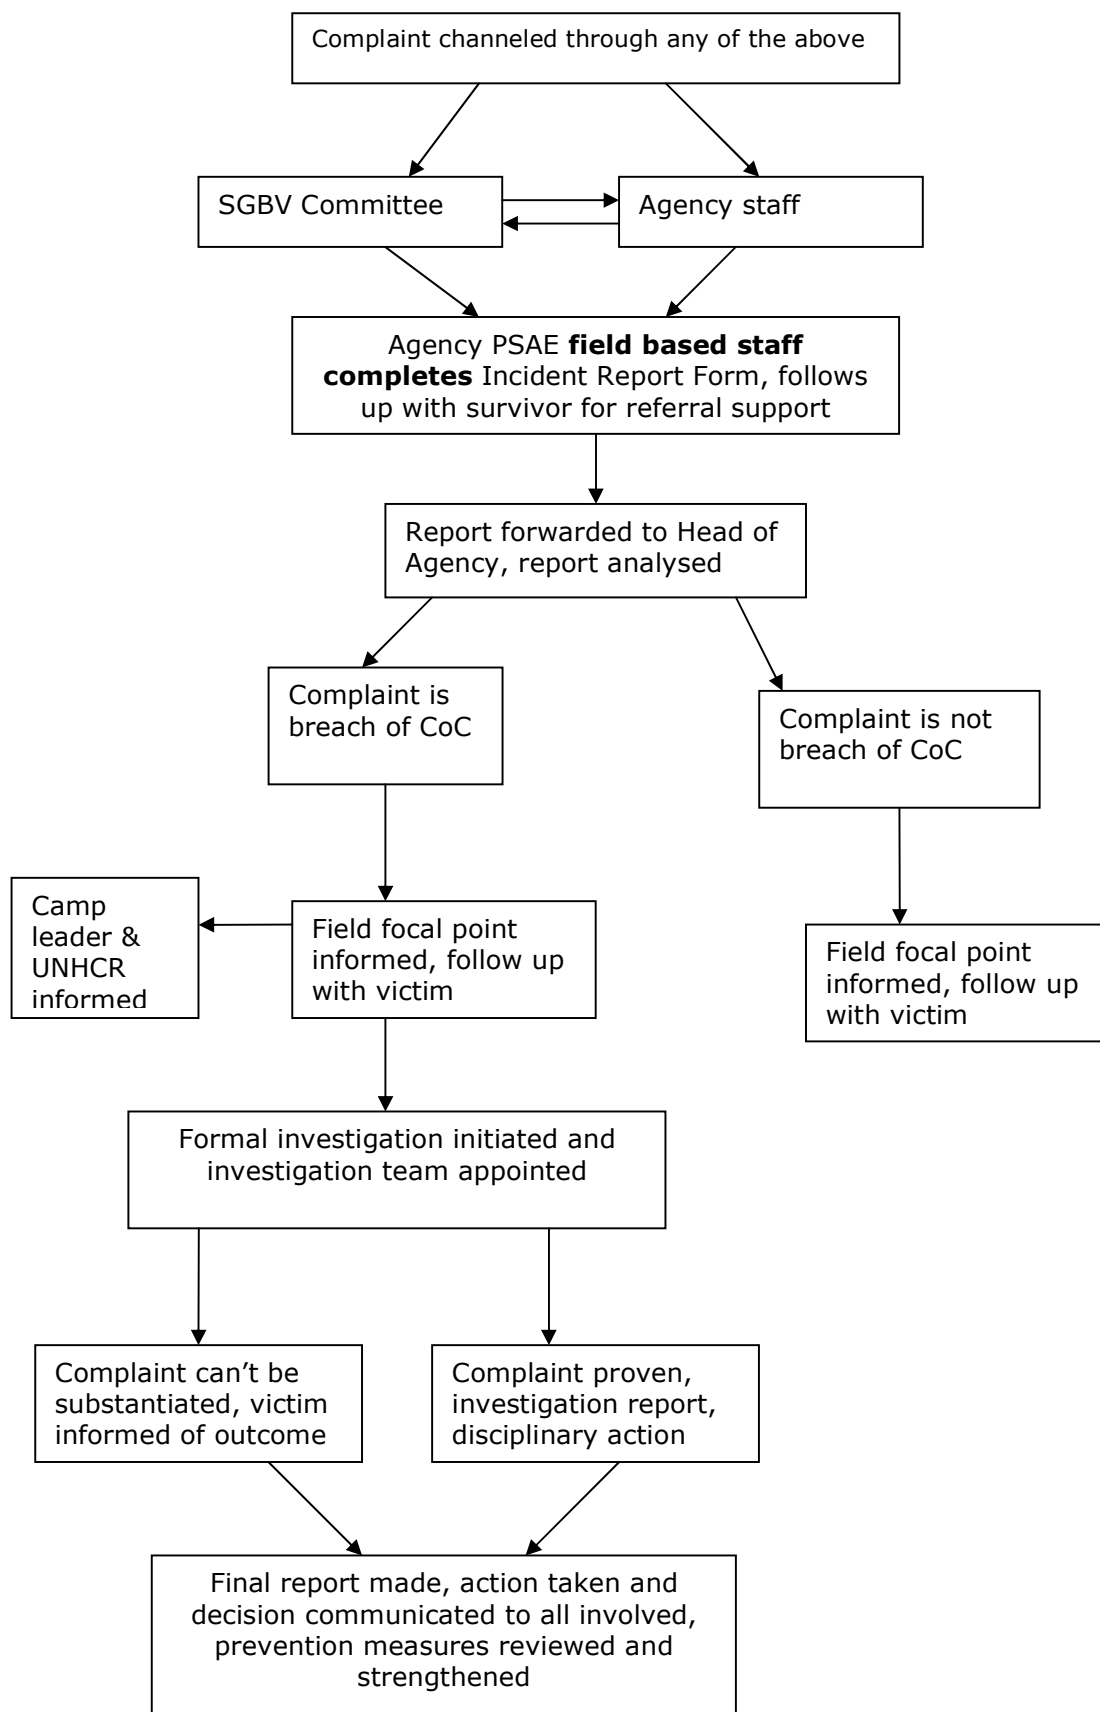 Complaint channeled through any of the above
SGBV Committee
Agency staff
Agency PSAE field based staff
completes Incident Report Form, follows
up with survivor for referral support
Report forwarded to Head of
Agency, report analysed
Complaint is
breach of CoC
Complaint is not
breach of CoC
Camp
leader &
UNHCR
informed
Field focal point
informed, follow up
with victim
Field focal point
informed, follow up
with victim
Formal investigation initiated and
investigation team appointed
Complaint can’t be
substantiated, victim
informed of outcome
Complaint proven,
investigation report,
disciplinary action
Final report made, action taken and
decision communicated to all involved,
prevention measures reviewed and
strengthened